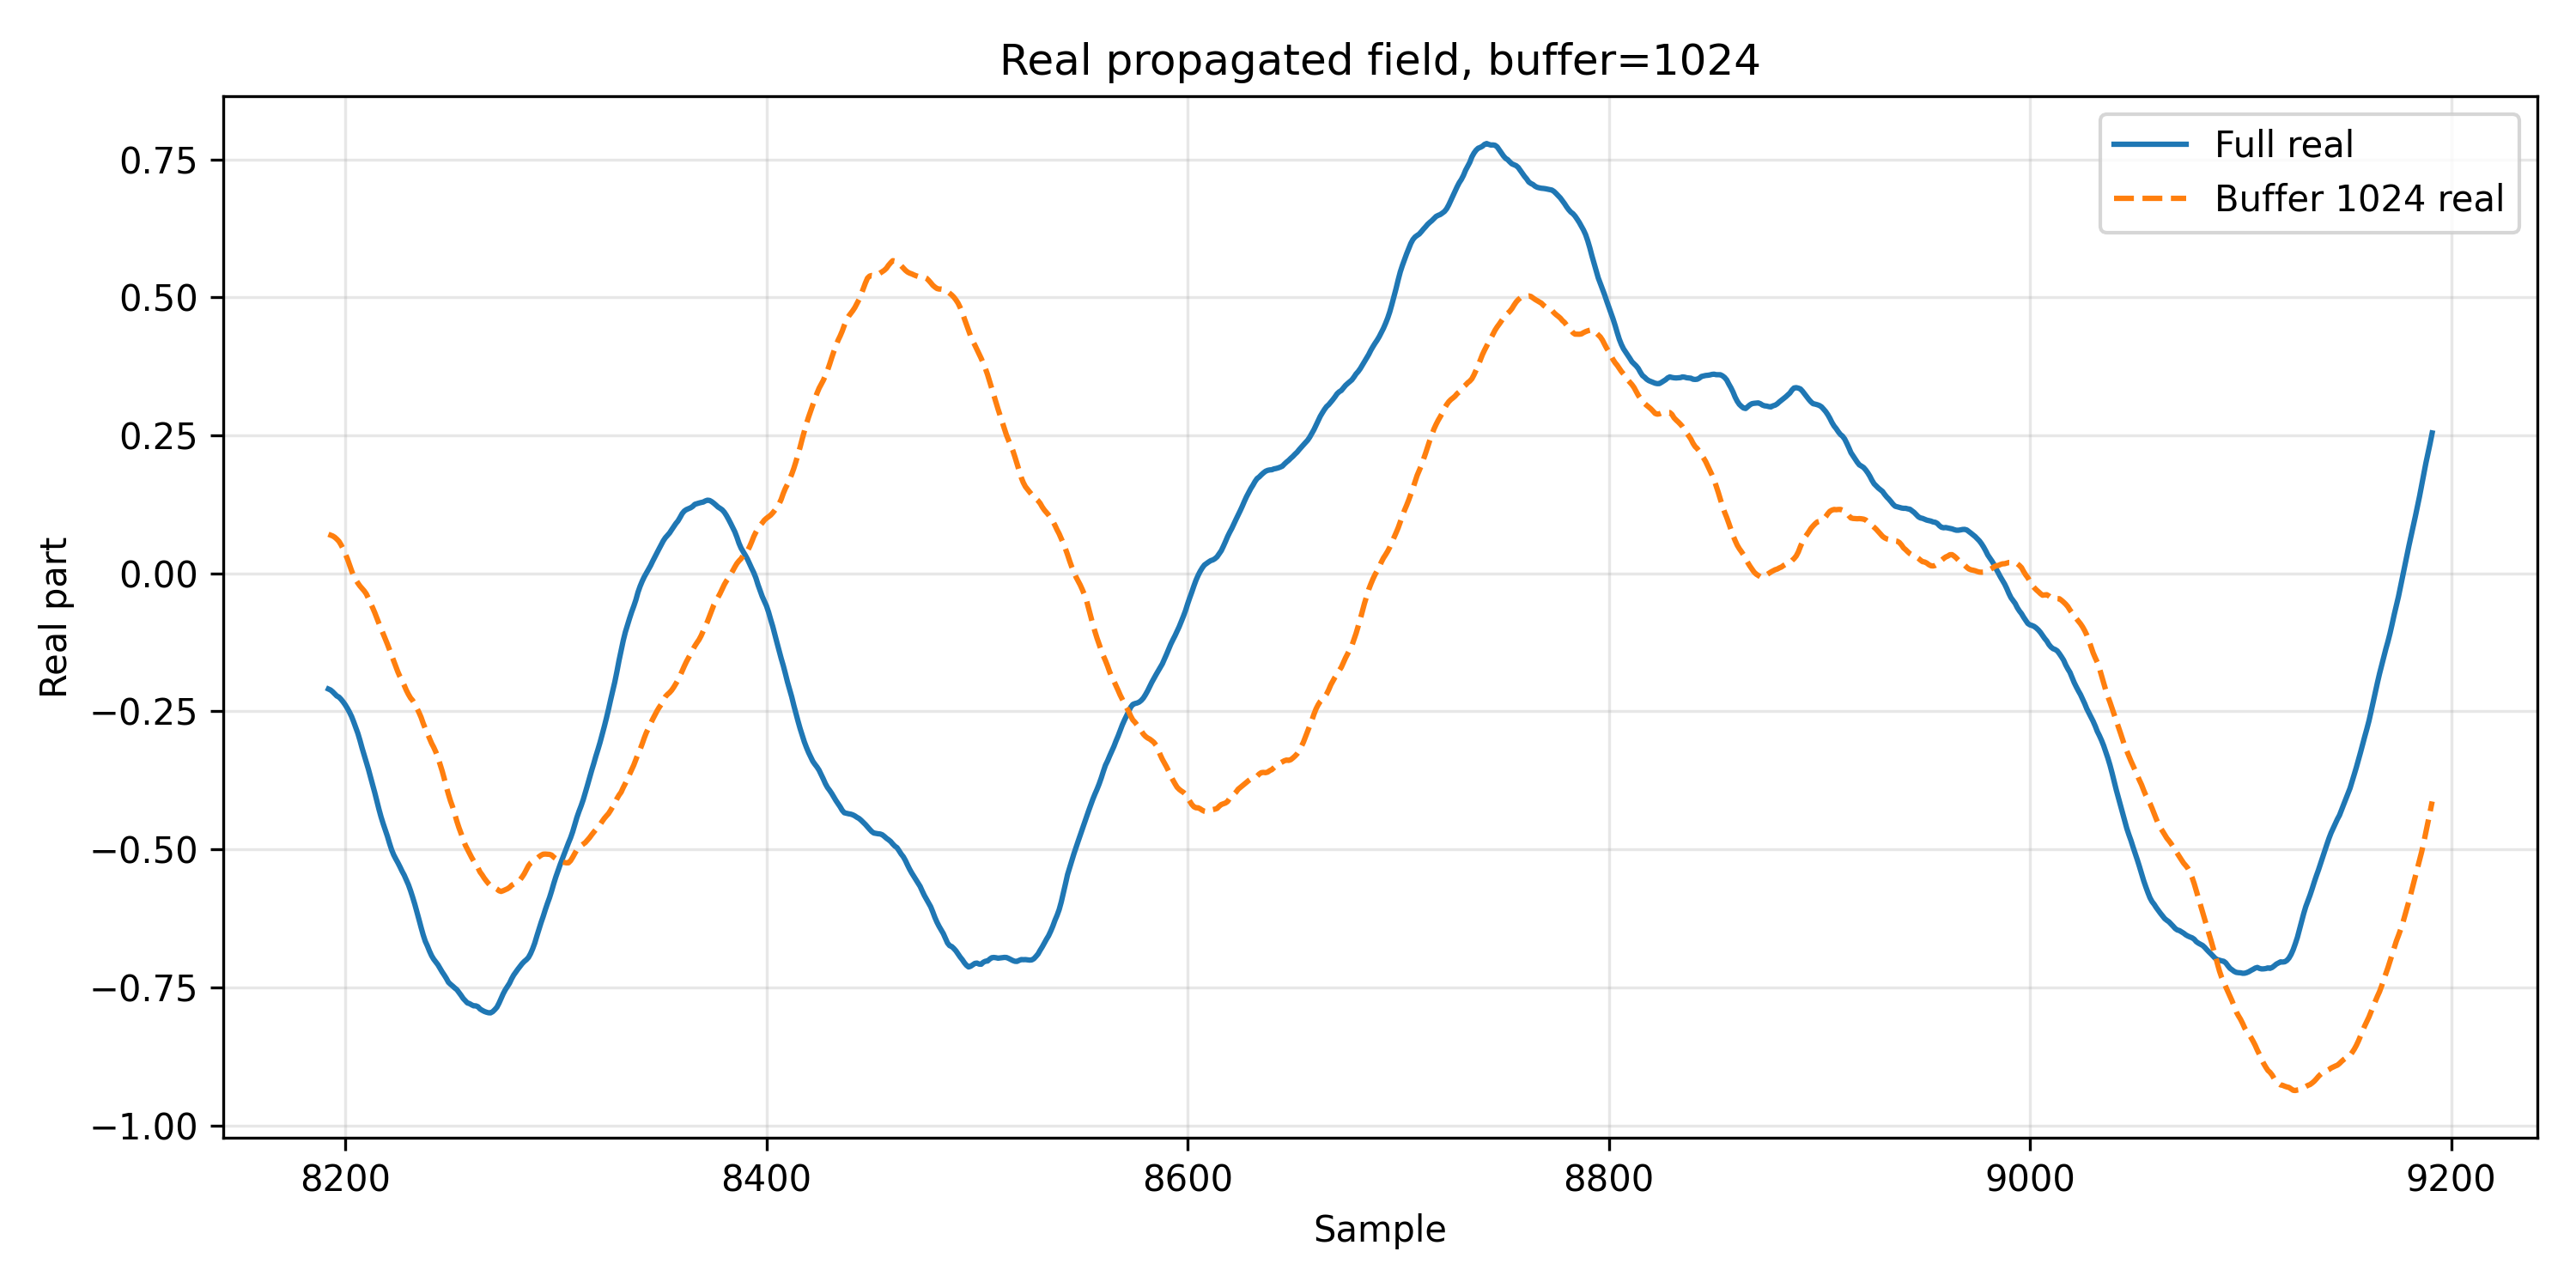 Real propagated field, buffer=1024
Full real
Buffer 1024 real
0.75
0.50
0.25
0.00
−0.25
−0.50
−0.75
−1.00
Real part
8200 8400 8600 8800 9000 9200
Sample